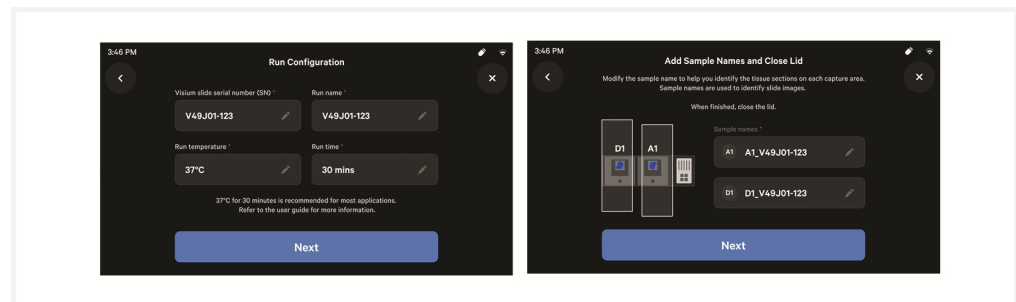 3:46 PM
Run Configuration
Visium slide serial number (SN) *
V49J01-123
Run name *
V49J01-123
Run temperature *
37°C
Run time *
30 mins
37°C for 30 minutes is recommended for most applications.
Refer to the user guide for more information.
Next
3:46 PM
Add Sample Names and Close Lid
Modify the sample name to help you identify the tissue sections on each capture area.
Sample names are used to identify slide images.
When finished, close the lid.
D1
A1
Sample names *
A1 A1_V49J01-123
D1 D1_V49J01-123
Next